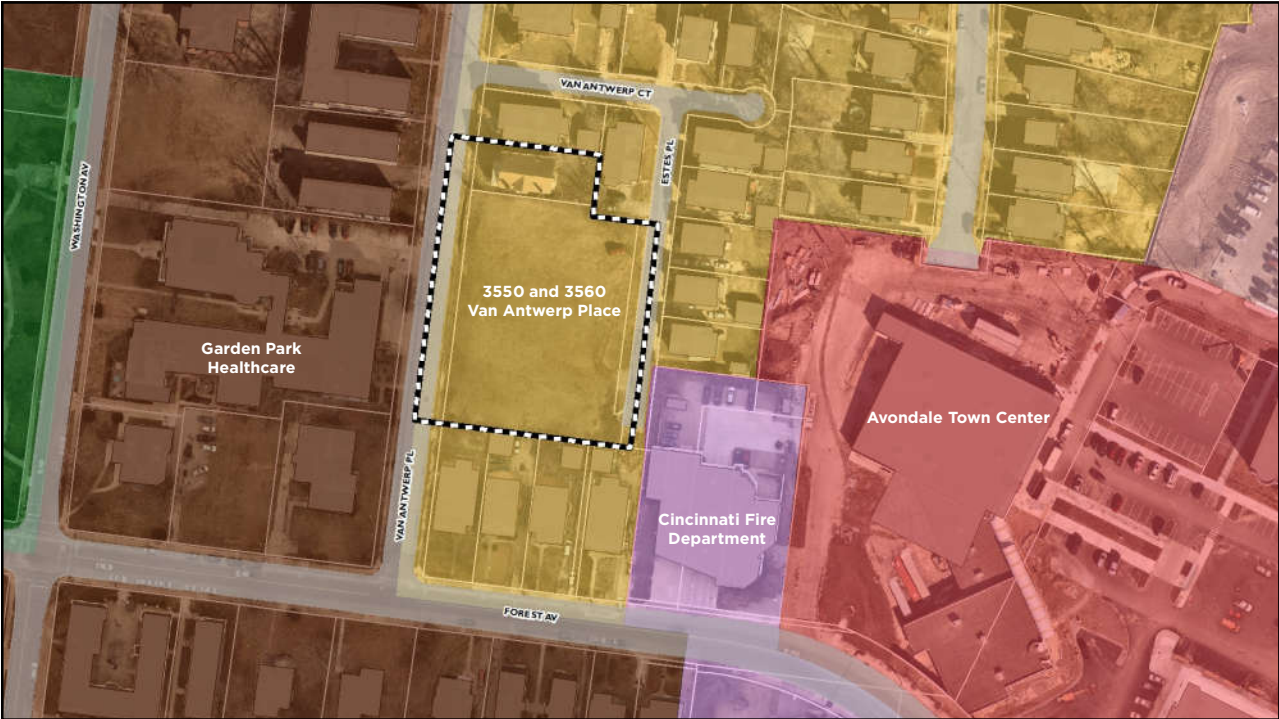 VAN ANTWERP CT
WASHINGTON AV
ESTES PL
3550 and 3560
Van Antwerp Place
Garden Park
Healthcare
Avondale Town Center
VAN ANTWERP PL
Cincinnati Fire
Department
FOREST AV